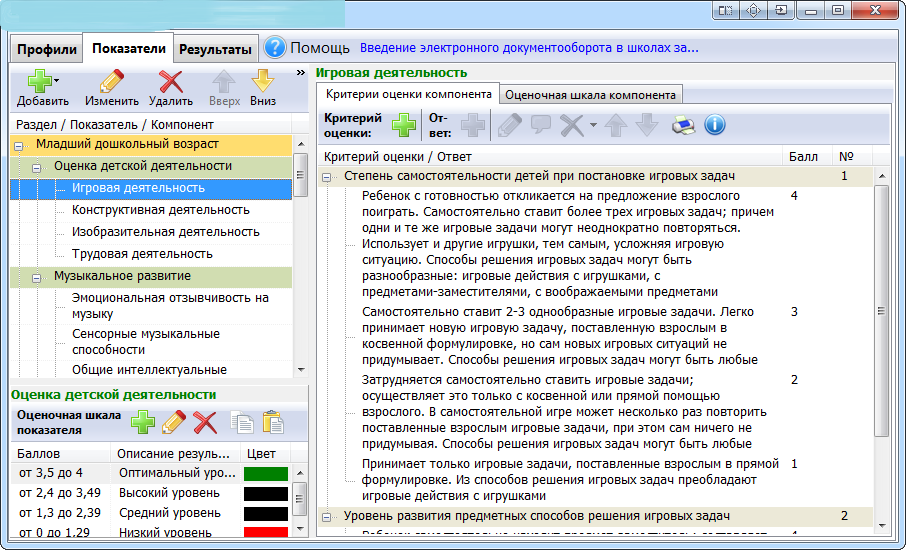 Профили
Показатели
Результаты
Помощь
Введение электронного документооборота в школах за...
Добавить
Изменить
Удалить
Вверх
Вниз
»
Раздел / Показатель / Компонент
Младший дошкольный возраст
Оценка детской деятельности
Игровая деятельность
Конструктивная деятельность
Изобразительная деятельность
Трудовая деятельность
Музыкальное развитие
Эмоциональная отзывчивость на
музыку
Сенсорные музыкальные
способности
Общие интеллектуальные
Оценка детской деятельности
Оценочная шкала
показателя
Баллов Описание резуль... Цвет
от 3,5 до 4 Оптимальный уро...
от 2,4 до 3,49 Высокий уровень
от 1,3 до 2,39 Средний уровень
от 0 до 1,29 Низкий уровень
Игровая деятельность
Критерии оценки компонента
Оценочная шкала компонента
Критерий
оценки:
От-
вет:
Критерий оценки / Ответ Балл №
Степень самостоятельности детей при постановке игровых задач 1
Ребенок с готовностью откликается на предложение взрослого 4
поиграть. Самостоятельно ставит более трех игровых задач; причем
одни и те же игровые задачи могут неоднократно повторяться.
Использует и другие игрушки, тем самым, усложняя игровую
ситуацию. Способы решения игровых задач могут быть
разнообразные: игровые действия с игрушками, с
предметами-заместителями, с воображаемыми предметами
Самостоятельно ставит 2-3 однообразные игровые задачи. Легко 3
принимает новую игровую задачу, поставленную взрослым в
косвенной формулировке, но сам новых игровых ситуаций не
придумывает. Способы решения игровых задач могут быть любые
Затрудняется самостоятельно ставить игровые задачи; 2
осуществляет это только с косвенной или прямой помощью
взрослого. В самостоятельной игре может несколько раз повторить
поставленные взрослым игровые задачи, при этом сам ничего не
придумывая. Способы решения игровых задач могут быть любые
Принимает только игровые задачи, поставленные взрослым в прямой 1
формулировке. Из способов решения игровых задач преобладают
игровые действия с игрушками
Уровень развития предметных способов решения игровых задач 2